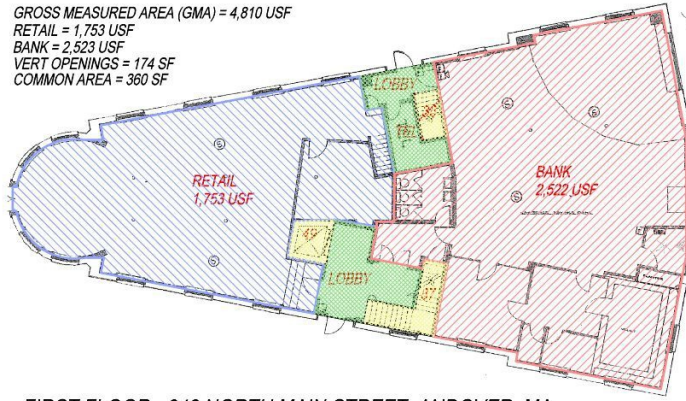 GROSS MEASURED AREA (GMA) = 4,810 USF
RETAIL = 1,753 USF
BANK = 2,523 USF
VERT OPENINGS = 174 SF
COMMON AREA = 360 SF
LOBBY
RETAIL
1,753 USF
BANK
2,522 USF
LOBBY